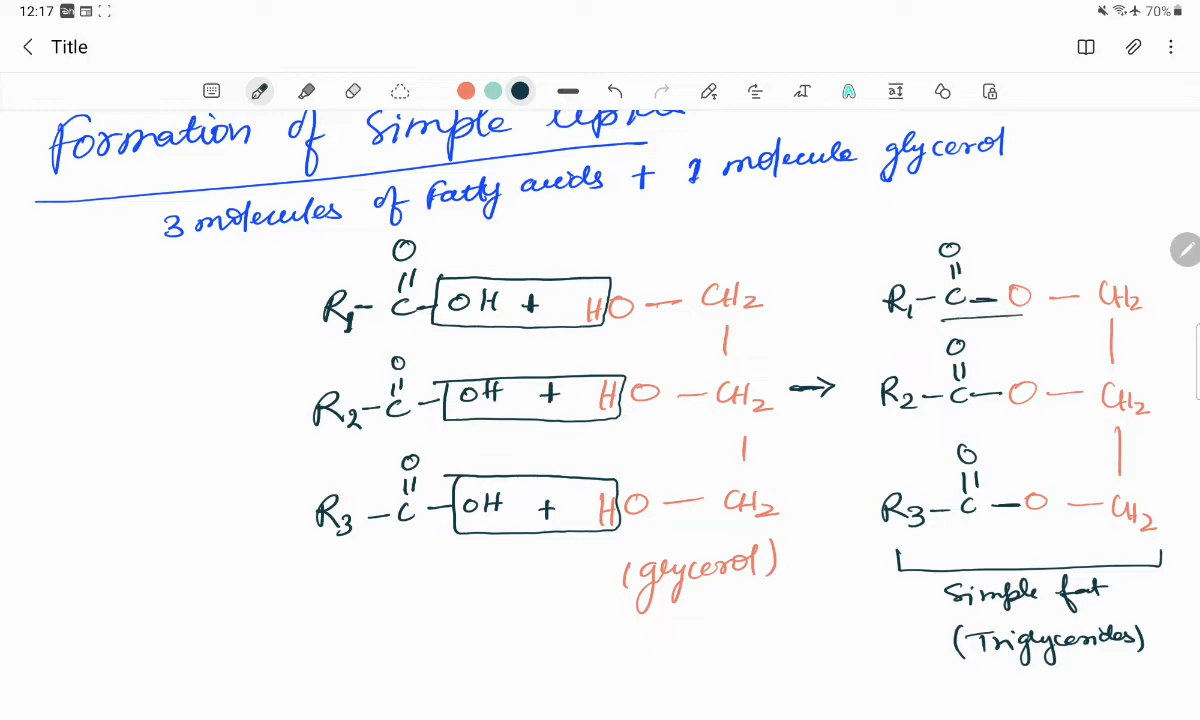 12:17 70%
Title
Formation of Simple
3 molecules of Fatty acids + 1 molecule glycerol
O O
R1- C- OH + HO — CH2 R1- C- O — CH2
O O
R2- C- OH + HO — CH2 → R2- C- O — CH2
O O
R3 - C - OH + HO — CH2 R3- C - O — CH2
(glycerol)
Simple fat
(Triglycerides)